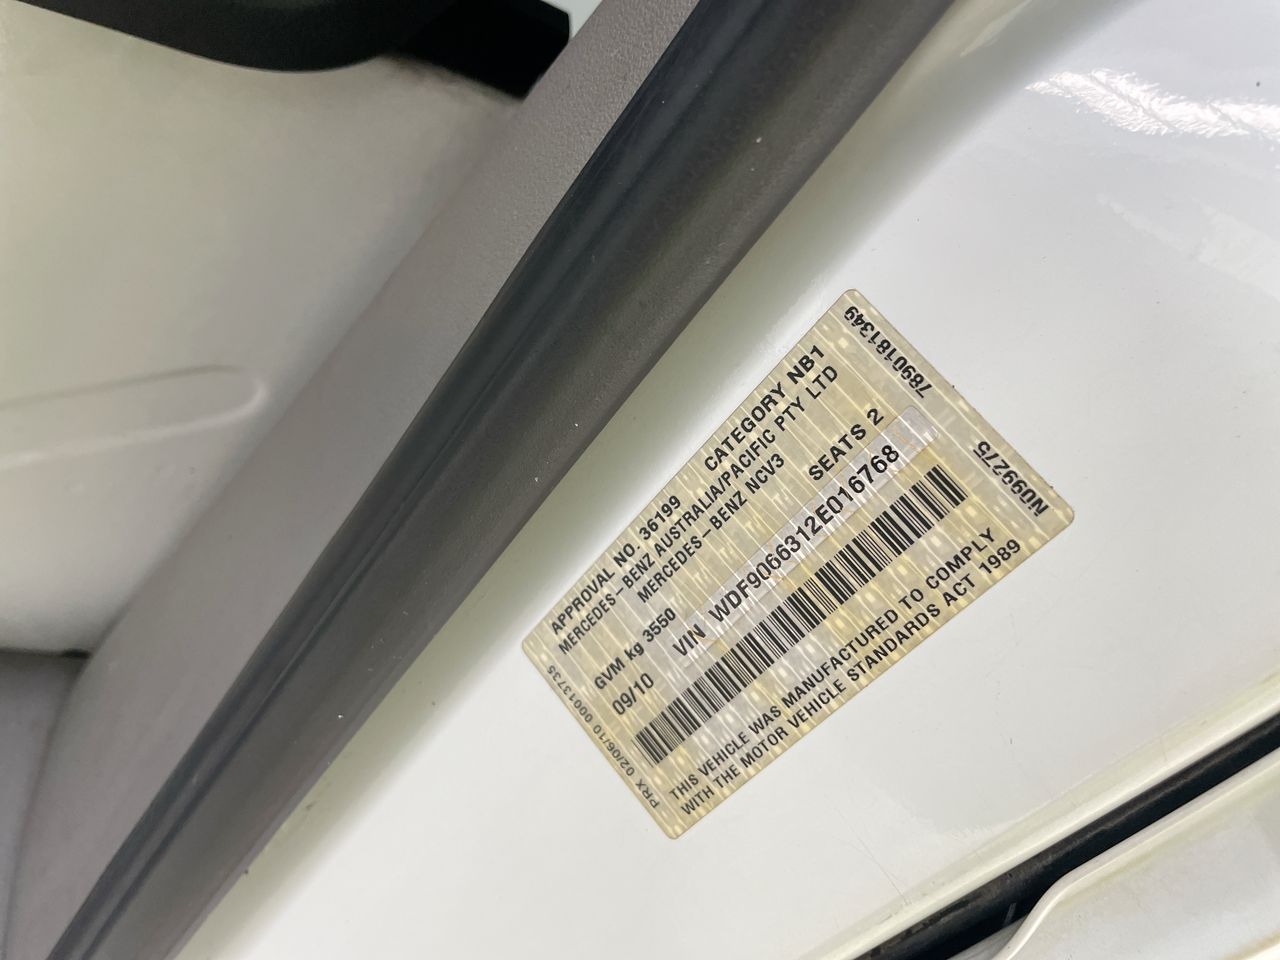 APPROVAL NO. 36199 CATEGORY NB1
MERCEDES-BENZ AUSTRALIA/PACIFIC PTY LTD
MERCEDES-BENZ NCV3
GVM kg 3550 SEATS 2
09/10 VIN WDF9066312E016768
THIS VEHICLE WAS MANUFACTURED TO COMPLY
WITH THE MOTOR VEHICLE STANDARDS ACT 1989
PRX 02/06/10 00013735
7890181349
NU99275